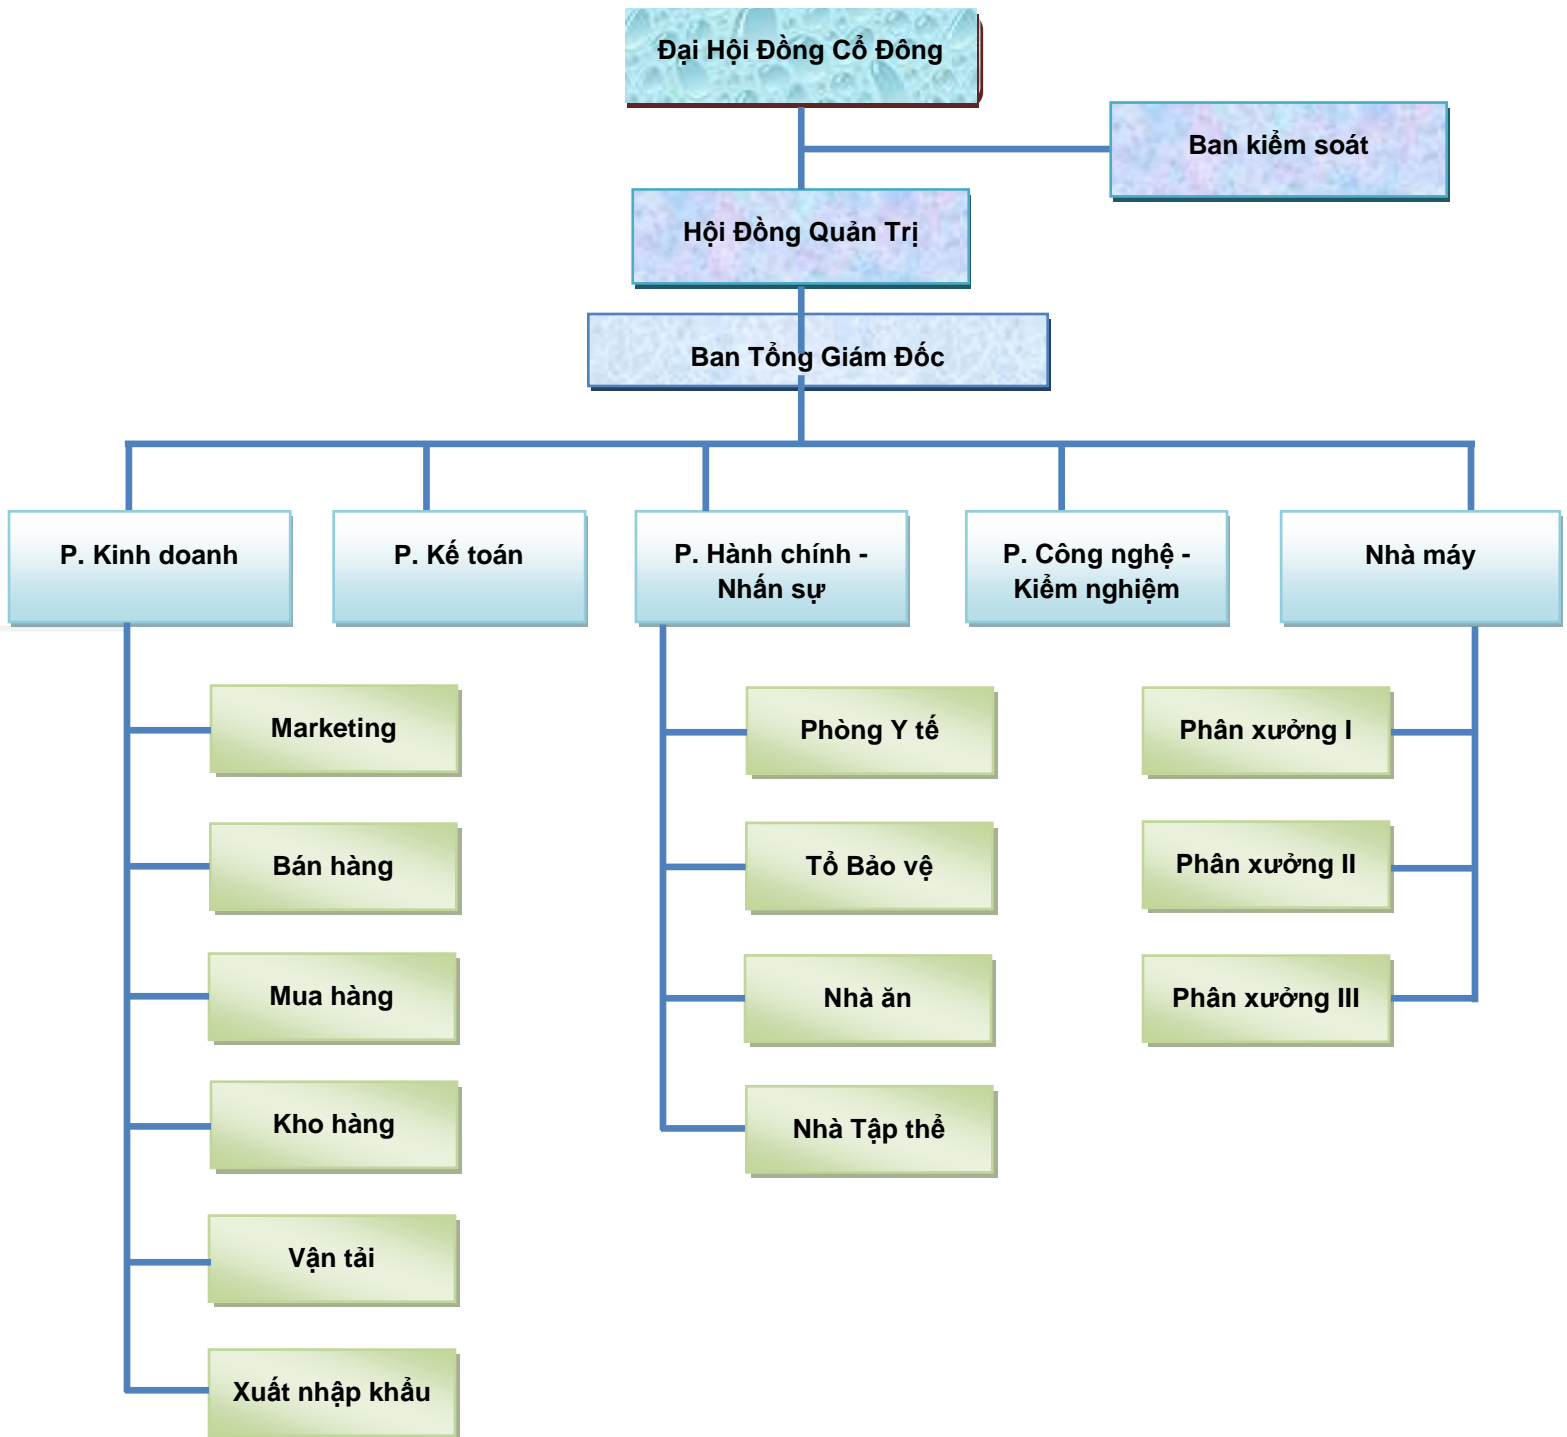 Đại Hội Đồng Cổ Đông
Ban kiểm soát
Hội Đồng Quản Trị
Ban Tổng Giám Đốc
P. Kinh doanh
P. Kế toán
P. Hành chính -
Nhấn sự
P. Công nghệ -
Kiểm nghiệm
Nhà máy
Marketing
Bán hàng
Mua hàng
Kho hàng
Vận tải
Xuất nhập khẩu
Phòng Y tế
Tổ Bảo vệ
Nhà ăn
Nhà Tập thể
Phân xưởng I
Phân xưởng II
Phân xưởng III